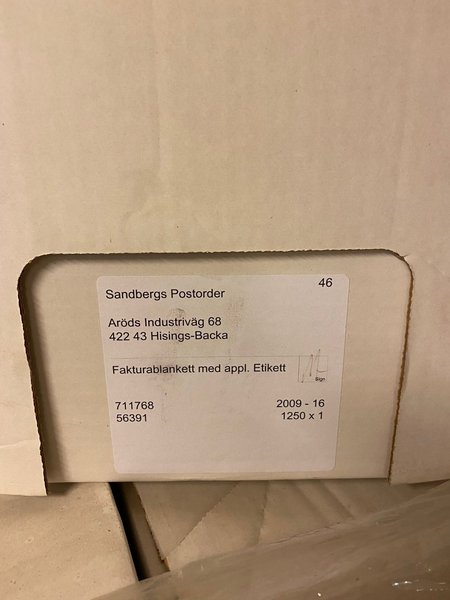 46
Sandbergs Postorder
Aröds Industriväg 68
422 43 Hisings-Backa
Fakturablankett med appl. Etikett
Sign
711768 2009 - 16
56391 1250 x 1